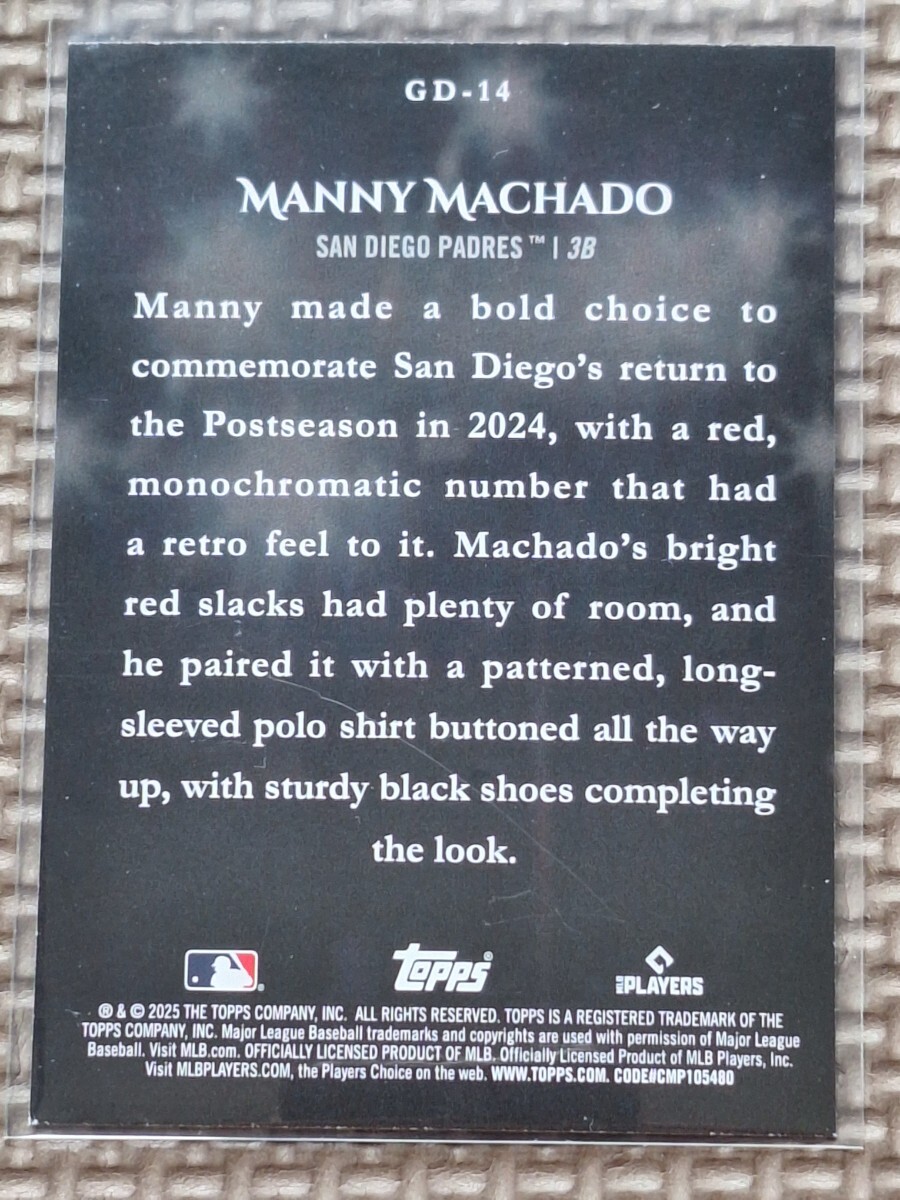 GD-14
MANNY MACHADO
SAN DIEGO PADRES™ | 3B
Manny made a bold choice to
commemorate San Diego's return to
the Postseason in 2024, with a red,
monochromatic number that had
a retro feel to it. Machado's bright
red slacks had plenty of room, and
he paired it with a patterned, long-
sleeved polo shirt buttoned all the way
up, with sturdy black shoes completing
the look.
Topps® MLB PLAYERS
® & © 2025 THE TOPPS COMPANY, INC. ALL RIGHTS RESERVED. TOPPS IS A REGISTERED TRADEMARK OF THE
TOPPS COMPANY, INC. Major League Baseball trademarks and copyrights are used with permission of Major League
Baseball. Visit MLB.com. OFFICIALLY LICENSED PRODUCT OF MLB. Officially Licensed Product of MLB Players, Inc.
Visit MLBPLAYERS.COM, the Players Choice on the web. WWW.TOPPS.COM. CODE#CMP105480